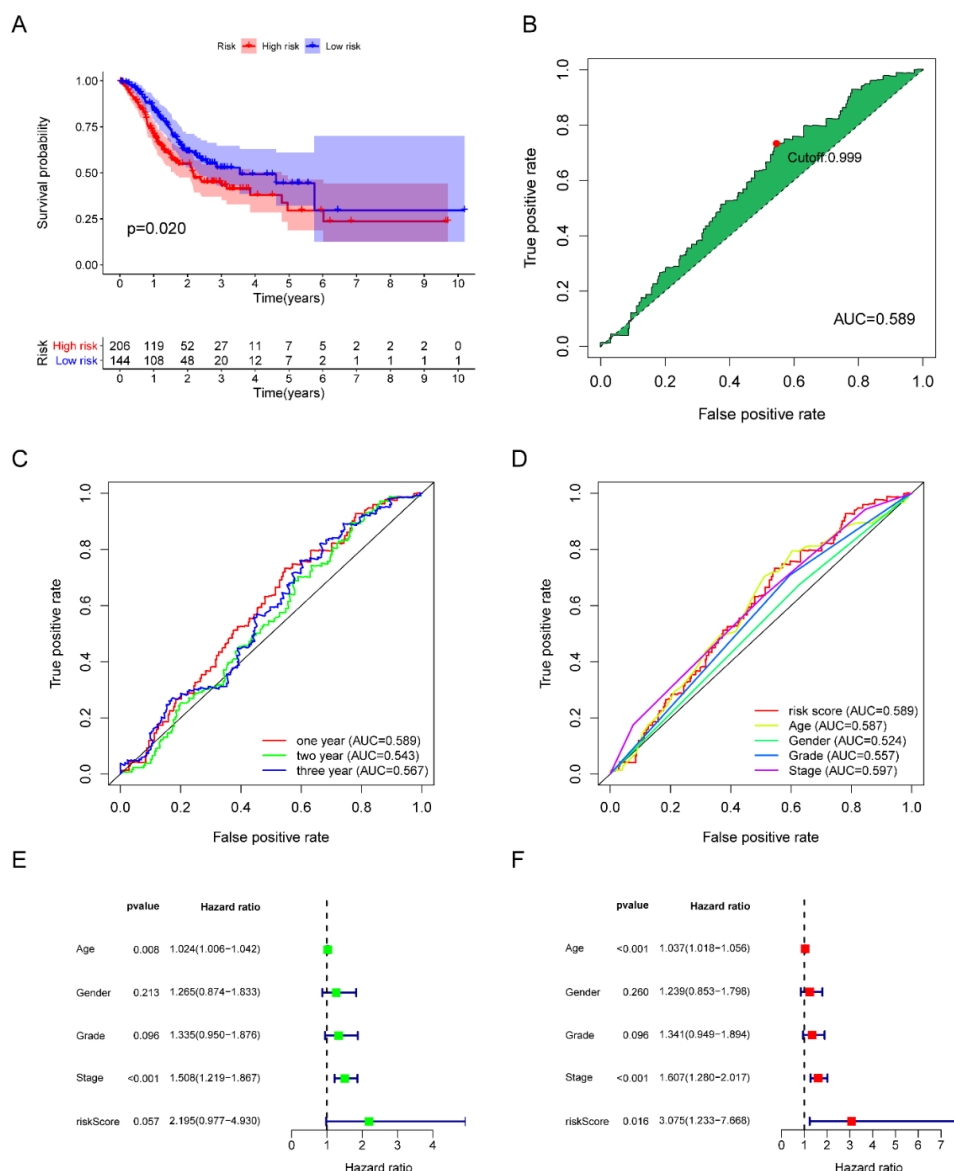 A
Risk High risk Low risk
1.00
0.75
0.50
0.25
0.00
Survival probability
p=0.020
0 1 2 3 4 5 6 7 8 9 10
Time(years)
Risk
High risk 206 119 52 27 11 7 5 2 2 2 0
Low risk 144 108 48 20 12 7 2 1 1 1 1
0 1 2 3 4 5 6 7 8 9 10
Time(years)
B
True positive rate
1.0
0.8
0.6
0.4
0.2
0.0
Cutoff:0.999
AUC=0.589
0.0 0.2 0.4 0.6 0.8 1.0
False positive rate
C
True positive rate
1.0
0.8
0.6
0.4
0.2
0.0
one year (AUC=0.589)
two year (AUC=0.543)
three year (AUC=0.567)
0.0 0.2 0.4 0.6 0.8 1.0
False positive rate
D
True positive rate
1.0
0.8
0.6
0.4
0.2
0.0
risk score (AUC=0.589)
Age (AUC=0.587)
Gender (AUC=0.524)
Grade (AUC=0.557)
Stage (AUC=0.597)
0.0 0.2 0.4 0.6 0.8 1.0
False positive rate
E
pvalue Hazard ratio
Age 0.008 1.024(1.006−1.042)
Gender 0.213 1.265(0.874−1.833)
Grade 0.096 1.335(0.950−1.876)
Stage <0.001 1.508(1.219−1.867)
riskScore 0.057 2.195(0.977−4.930)
0 1 2 3 4
Hazard ratio
F
pvalue Hazard ratio
Age <0.001 1.037(1.018−1.056)
Gender 0.260 1.239(0.853−1.798)
Grade 0.096 1.341(0.949−1.894)
Stage <0.001 1.607(1.280−2.017)
riskScore 0.016 3.075(1.233−7.668)
0 1 2 3 4 5 6 7
Hazard ratio